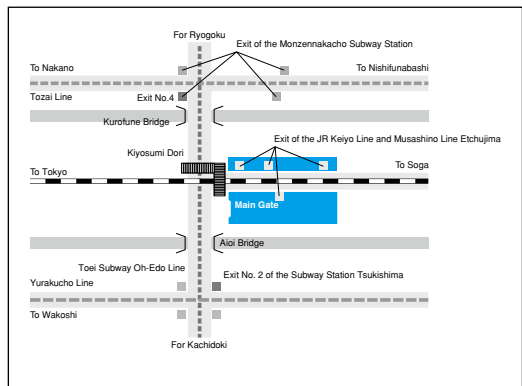 For Ryogoku
Exit of the Monzennakacho Subway Station
To Nakano
To Nishifunabashi
Tozai Line
Exit No.4
Kurofune Bridge
Exit of the JR Keiyo Line and Musashino Line Etchujima
Kiyosumi Dori
To Tokyo
To Soga
Main Gate
Aioi Bridge
Toei Subway Oh-Edo Line
Yurakucho Line
Exit No. 2 of the Subway Station Tsukishima
To Wakoshi
For Kachidoki